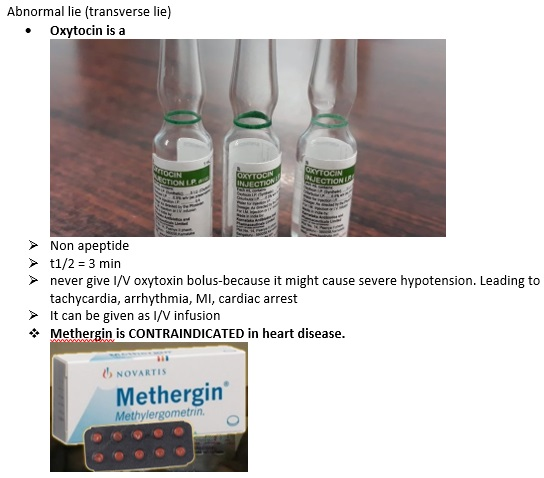 Abnormal lie (transverse lie)
• Oxytocin is a
OXYTOCIN
INJECTION I.P.
OXYTOCIN
INJECTION
OXYTOCIN
INJECTION I.P.
➢ Non apeptide
➢ t1/2 = 3 min
➢ never give I/V oxytoxin bolus-because it might cause severe hypotension. Leading to
tachycardia, arrhythmia, MI, cardiac arrest
➢ It can be given as I/V infusion
❖ Methergin is CONTRAINDICATED in heart disease.
NOVARTIS
Methergin®
Methylergometrin.